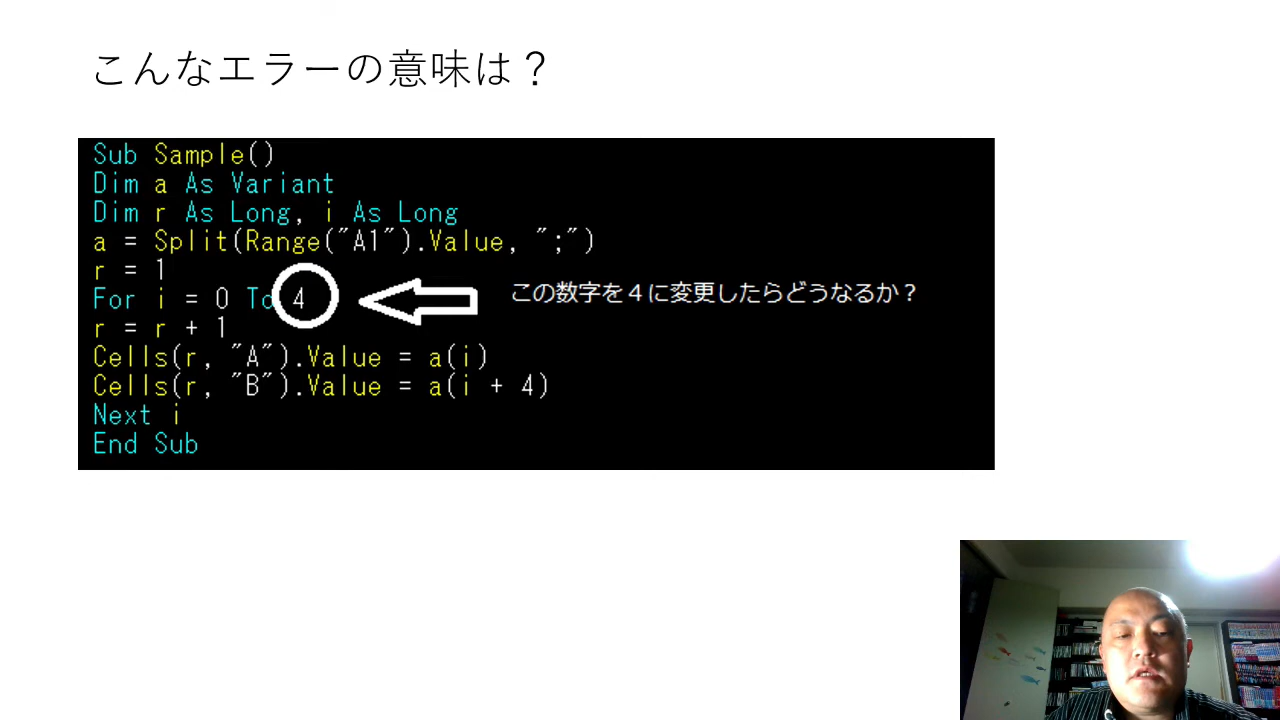 こんなエラーの意味は？
Sub Sample()
Dim a As Variant
Dim r As Long, i As Long
a = Split(Range("A1").Value, ";")
r = 1
For i = 0 To 4
この数字を４に変更したらどうなるか？
r = r + 1
Cells(r, "A").Value = a(i)
Cells(r, "B").Value = a(i + 4)
Next i
End Sub